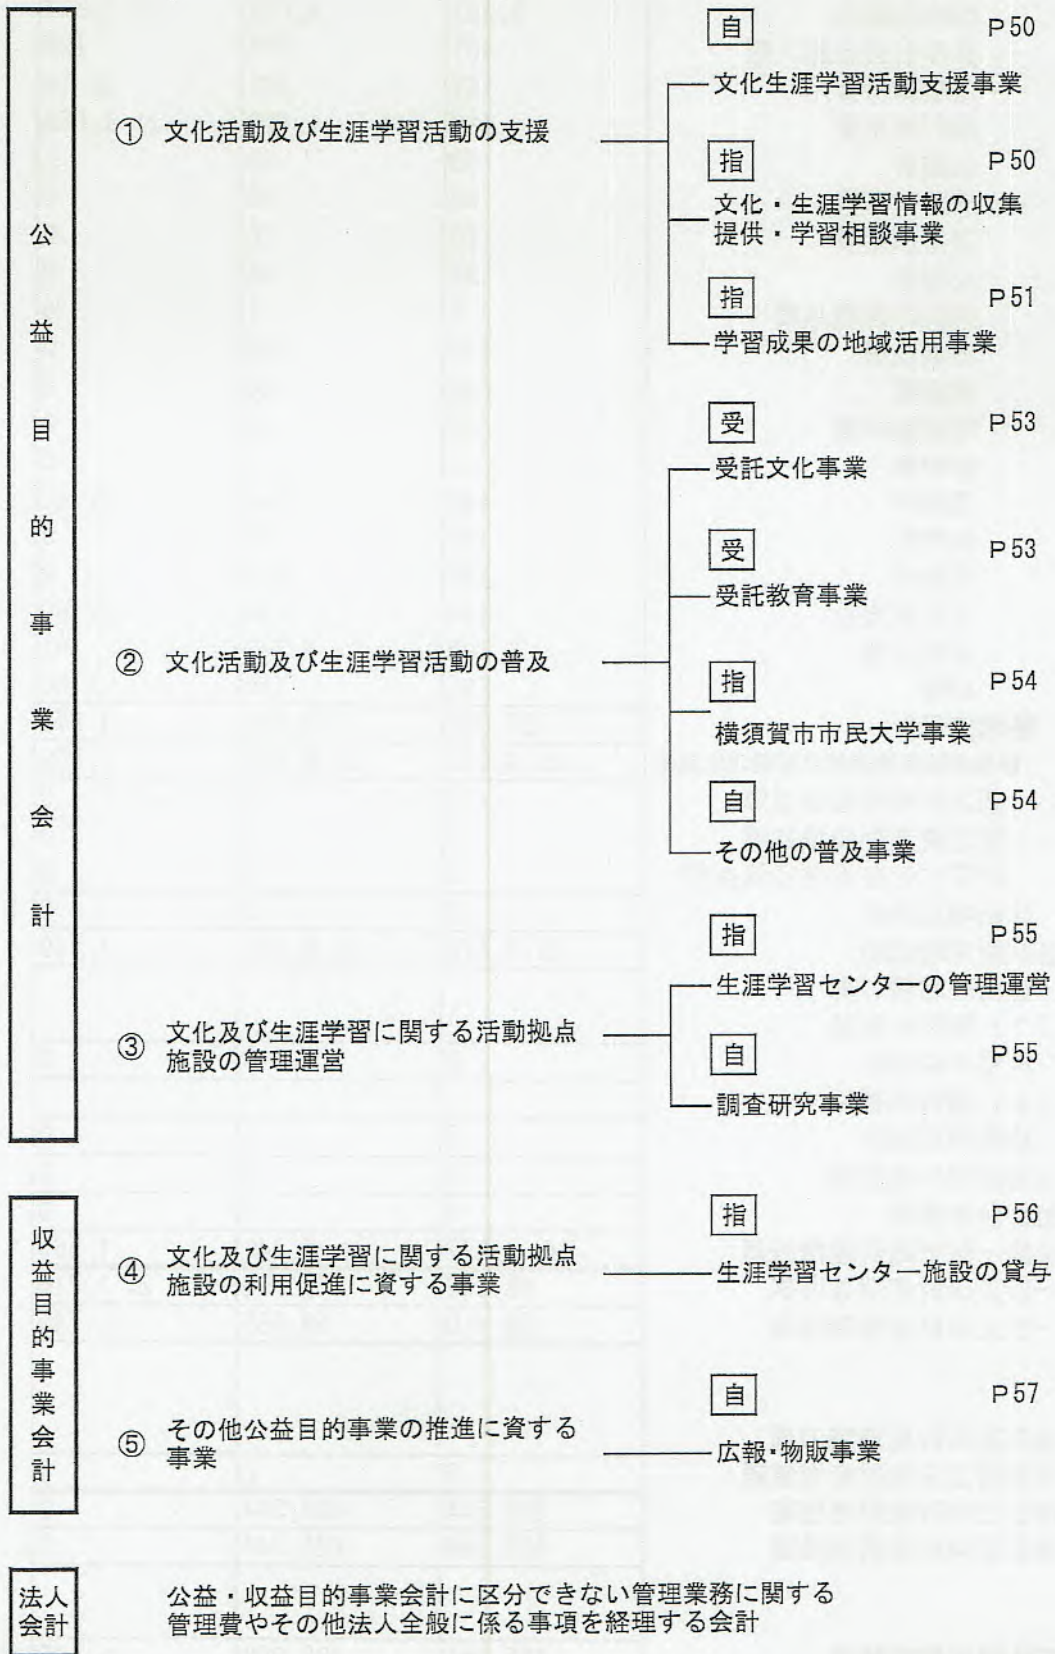 公益目的事業会計
① 文化活動及び生涯学習活動の支援
自 P50
文化生涯学習活動支援事業
指 P50
文化・生涯学習情報の収集
提供・学習相談事業
指 P51
学習成果の地域活用事業
② 文化活動及び生涯学習活動の普及
受 P53
受託文化事業
受 P53
受託教育事業
指 P54
横須賀市市民大学事業
自 P54
その他の普及事業
③ 文化及び生涯学習に関する活動拠点
施設の管理運営
指 P55
生涯学習センターの管理運営
自 P55
調査研究事業
収益目的事業会計
④ 文化及び生涯学習に関する活動拠点
施設の利用促進に資する事業
指 P56
生涯学習センター施設の貸与
⑤ その他公益目的事業の推進に資する
事業
自 P57
広報・物販事業
法人
会計
公益・収益目的事業会計に区分できない管理業務に関する
管理費やその他法人全般に係る事項を経理する会計